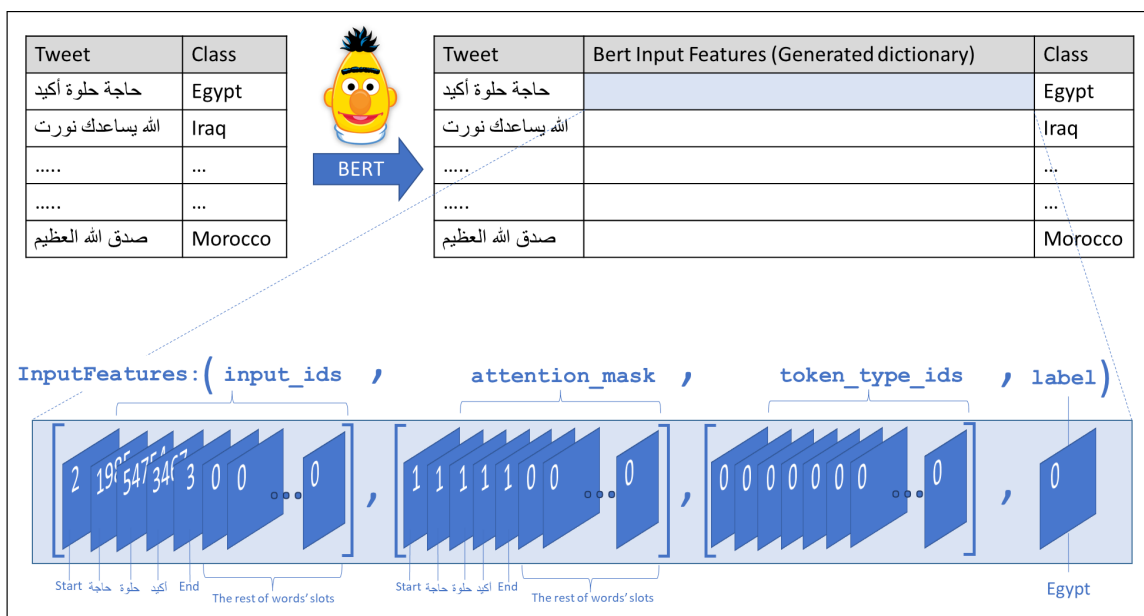 Tweet Class
حاجة حلوة أكيد Egypt
الله يساعدك نورت Iraq
..... ...
..... ...
صدق الله العظيم Morocco
BERT
Tweet Bert Input Features (Generated dictionary) Class
حاجة حلوة أكيد Egypt
الله يساعدك نورت Iraq
..... ...
..... ...
صدق الله العظيم Morocco
InputFeatures:( input_ids , attention_mask , token_type_ids , label)
[ 2 3 0 0 ... 0 ] , [ 1 1 1 1 1 0 0 ... 0 ] , [ 0 0 0 0 0 0 0 ... 0 ] , 0
Start حاجة حلوة أكيد End
The rest of words' slots
Start حاجة حلوة أكيد End
The rest of words' slots
Egypt